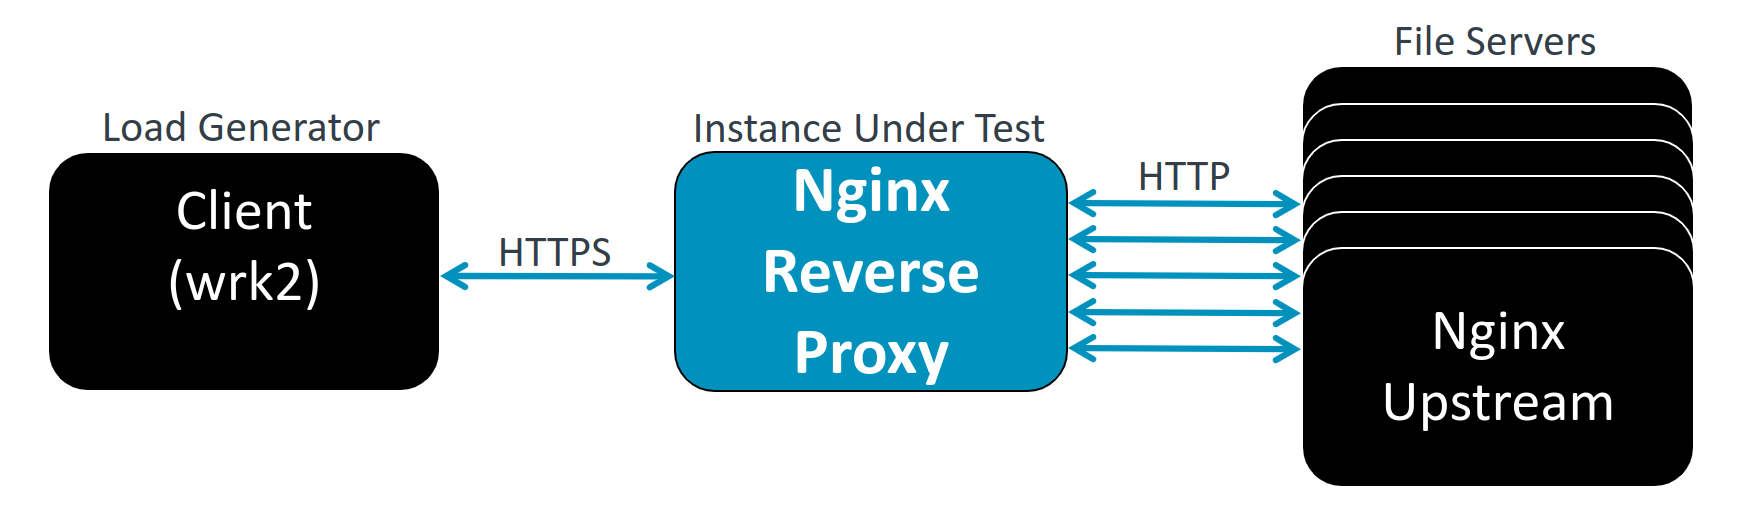 File Servers
Load Generator
Instance Under Test
Client
(wrk2)
HTTPS
Nginx
Reverse
Proxy
HTTP
Nginx
Upstream